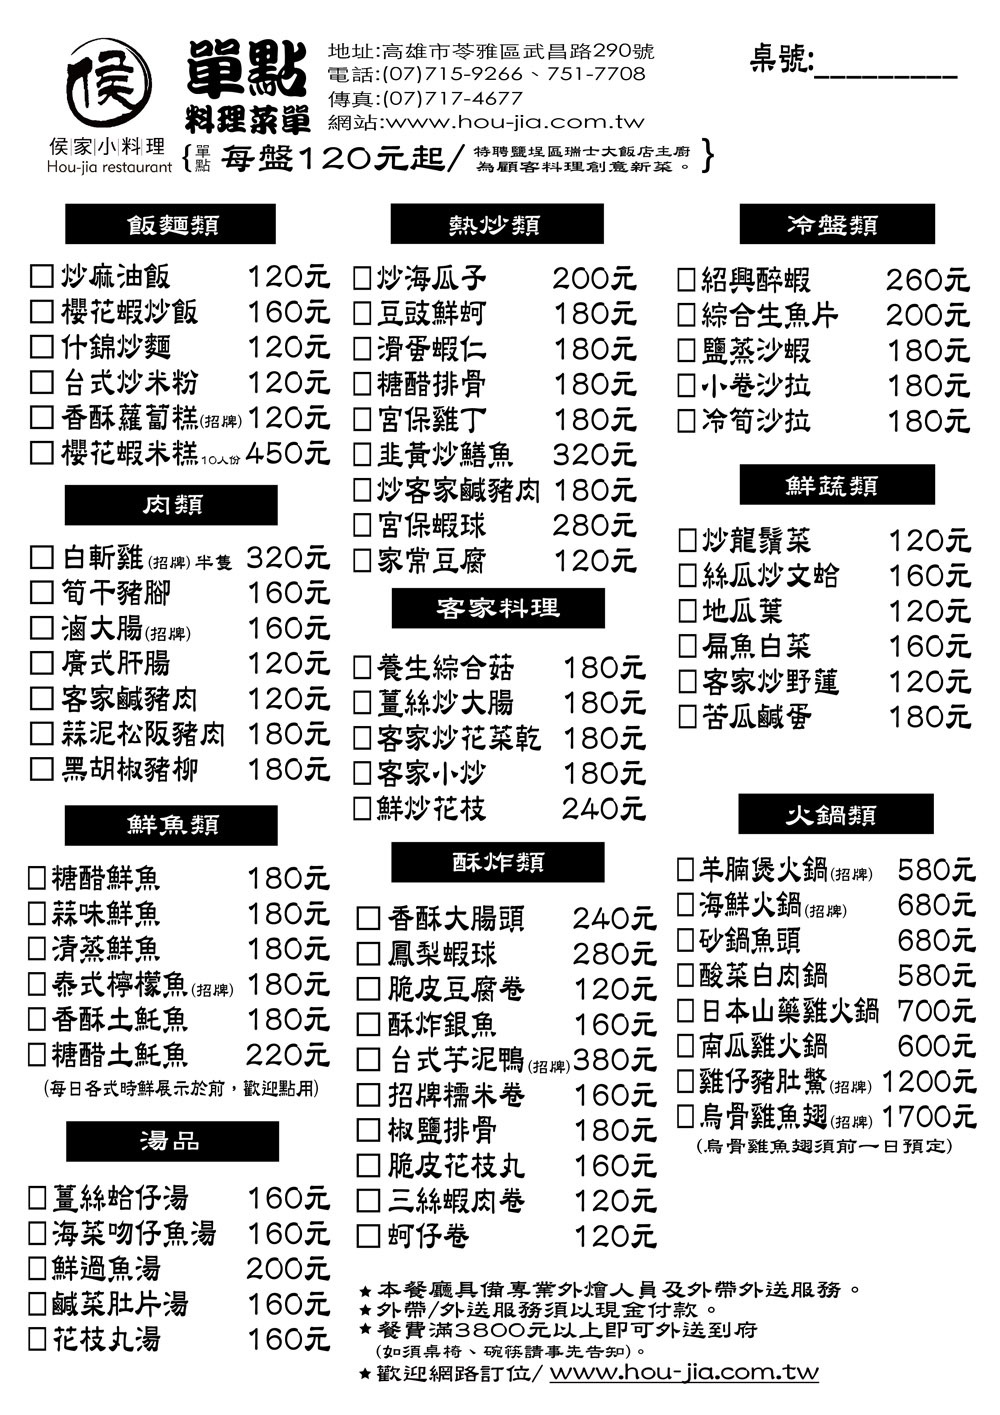 侯
侯家小料理
Hou-jia restaurant
單點
料理菜單
地址:高雄市苓雅區武昌路290號
電話:(07)715-9266、751-7708
傳真:(07)717-4677
網站:www.hou-jia.com.tw
桌號:_________
{單點 每盤120元起/ 特聘鹽埕區瑞士大飯店主廚
為顧客料理創意新菜。}
飯麵類
□炒麻油飯 120元
□櫻花蝦炒飯 160元
□什錦炒麵 120元
□台式炒米粉 120元
□香酥蘿蔔糕(招牌) 120元
□櫻花蝦米糕10人份 450元
肉類
□白斬雞(招牌)半隻 320元
□筍干豬腳 160元
□滷大腸(招牌) 160元
□廣式肝腸 120元
□客家鹹豬肉 120元
□蒜泥松阪豬肉 180元
□黑胡椒豬柳 180元
鮮魚類
□糖醋鮮魚 180元
□蒜味鮮魚 180元
□清蒸鮮魚 180元
□泰式檸檬魚(招牌) 180元
□香酥土魠魚 180元
□糖醋土魠魚 220元
(每日各式時鮮展示於前，歡迎點用)
湯品
□薑絲蛤仔湯 160元
□海菜吻仔魚湯 160元
□鮮過魚湯 200元
□鹹菜肚片湯 160元
□花枝丸湯 160元
熱炒類
□炒海瓜子 200元
□豆豉鮮蚵 180元
□滑蛋蝦仁 180元
□糖醋排骨 180元
□宮保雞丁 180元
□韭黃炒鱔魚 320元
□炒客家鹹豬肉 180元
□宮保蝦球 280元
□家常豆腐 120元
客家料理
□養生綜合菇 180元
□薑絲炒大腸 180元
□客家炒花菜乾 180元
□客家小炒 180元
□鮮炒花枝 240元
酥炸類
□香酥大腸頭 240元
□鳳梨蝦球 280元
□脆皮豆腐卷 120元
□酥炸銀魚 160元
□台式芋泥鴨(招牌) 380元
□招牌糯米卷 160元
□椒鹽排骨 180元
□脆皮花枝丸 160元
□三絲蝦肉卷 120元
□蚵仔卷 120元
冷盤類
□紹興醉蝦 260元
□綜合生魚片 200元
□鹽蒸沙蝦 180元
□小卷沙拉 180元
□冷筍沙拉 180元
鮮蔬類
□炒龍鬚菜 120元
□絲瓜炒文蛤 160元
□地瓜葉 120元
□扁魚白菜 160元
□客家炒野蓮 120元
□苦瓜鹹蛋 180元
火鍋類
□羊腩煲火鍋(招牌) 580元
□海鮮火鍋(招牌) 680元
□砂鍋魚頭 680元
□酸菜白肉鍋 580元
□日本山藥雞火鍋 700元
□南瓜雞火鍋 600元
□雞仔豬肚鱉(招牌) 1200元
□烏骨雞魚翅(招牌) 1700元
(烏骨雞魚翅須前一日預定)
★本餐廳具備專業外燴人員及外帶外送服務。
★外帶/外送服務須以現金付款。
★餐費滿3800元以上即可外送到府
(如須桌椅、碗筷請事先告知)。
★歡迎網路訂位/ www.hou-jia.com.tw